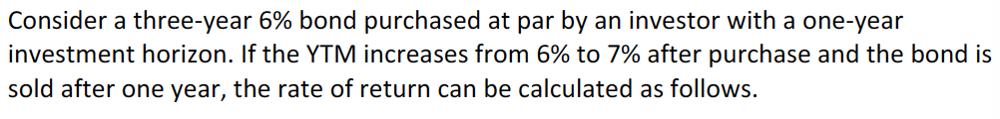 Consider a three-year 6% bond purchased at par by an investor with a one-year
investment horizon. If the YTM increases from 6% to 7% after purchase and the bond is
sold after one year, the rate of return can be calculated as follows.